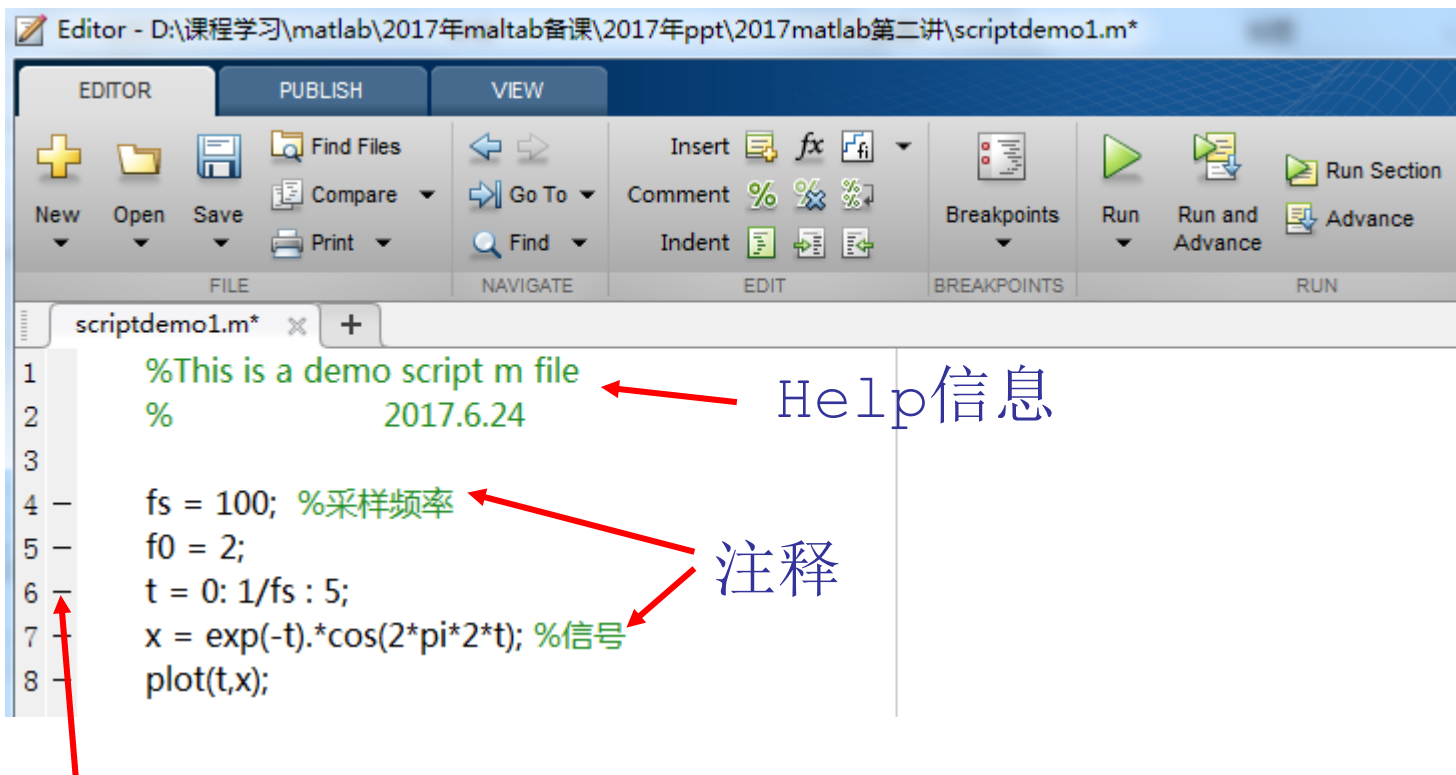 Editor - D:\课程学习\matlab\2017年maltab备课\2017年ppt\2017matlab第二讲\scriptdemo1.m*
EDITOR PUBLISH VIEW
New Open Save
Find Files
Compare
Print
FILE
Go To
Find
NAVIGATE
Insert fx fi
Comment % % %
Indent
EDIT
Breakpoints
BREAKPOINTS
Run
Run and Advance
Run Section
Advance
RUN
scriptdemo1.m* +
1 %This is a demo script m file
2 % 2017.6.24
3
4 – fs = 100; %采样频率
5 – f0 = 2;
6 – t = 0: 1/fs : 5;
7 – x = exp(-t).*cos(2*pi*2*t); %信号
8 – plot(t,x);
Help信息
注释